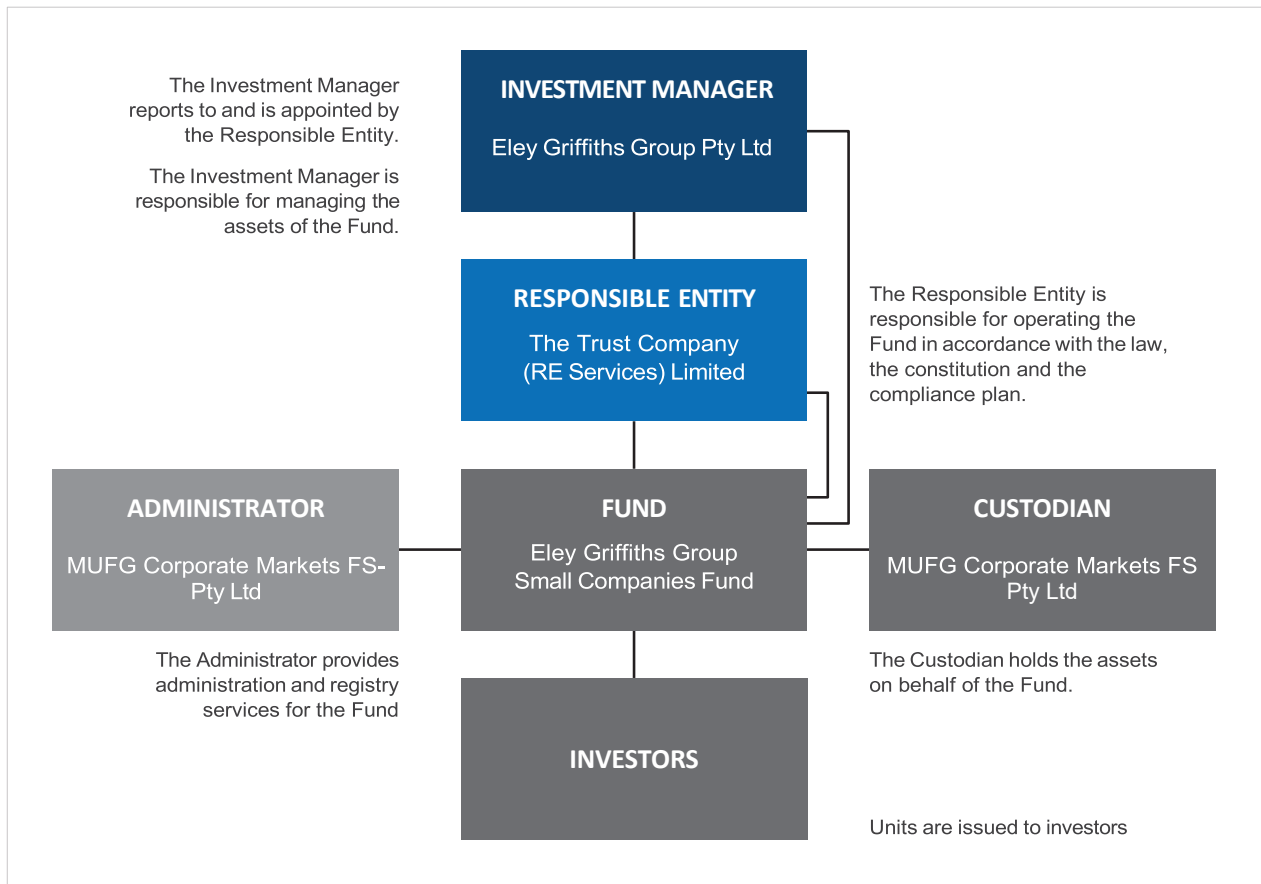 The Investment Manager
reports to and is appointed by
the Responsible Entity.
The Investment Manager is
responsible for managing the
assets of the Fund.
INVESTMENT MANAGER
Eley Griffiths Group Pty Ltd
RESPONSIBLE ENTITY
The Trust Company
(RE Services) Limited
The Responsible Entity is
responsible for operating the
Fund in accordance with the law,
the constitution and the
compliance plan.
ADMINISTRATOR
MUFG Corporate Markets FS-
Pty Ltd
FUND
Eley Griffiths Group
Small Companies Fund
CUSTODIAN
MUFG Corporate Markets FS
Pty Ltd
The Administrator provides
administration and registry
services for the Fund
The Custodian holds the assets
on behalf of the Fund.
INVESTORS
Units are issued to investors